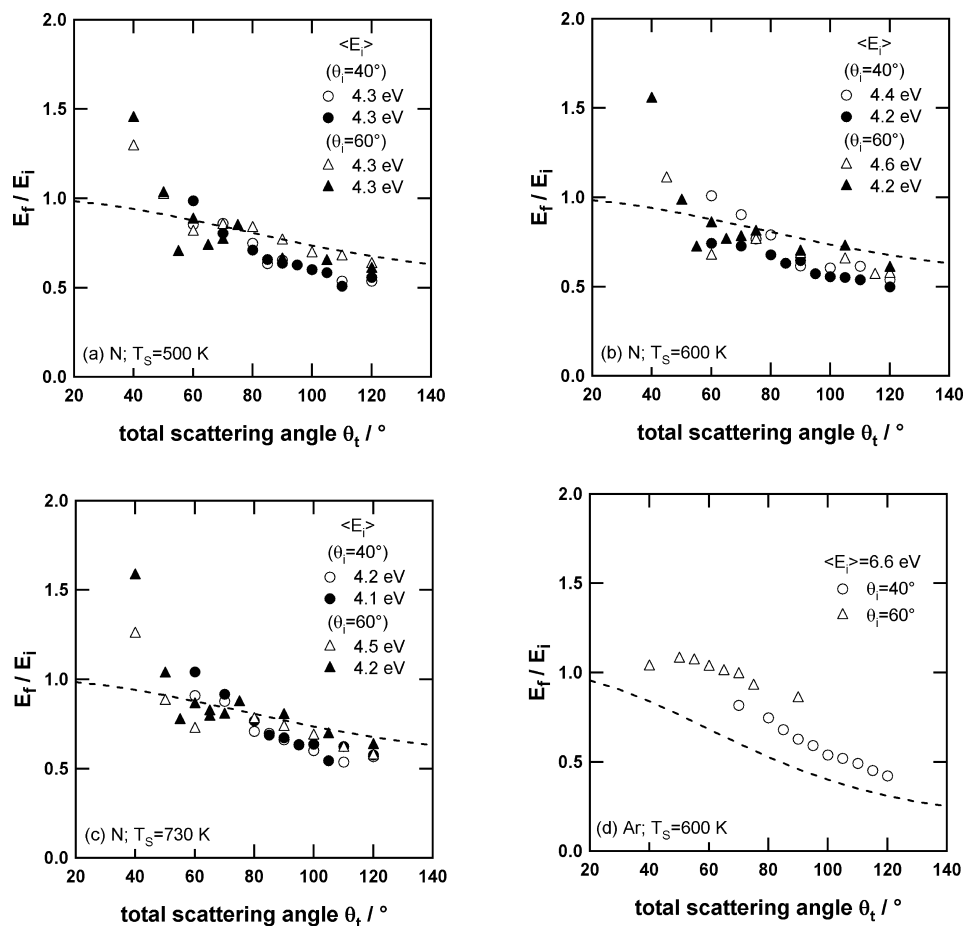 2.0
1.5
1.0
0.5
0.0
E_f / E_i
<E_i>
(θ_i=40°)
4.3 eV
4.3 eV
(θ_i=60°)
4.3 eV
4.3 eV
(a) N; T_S=500 K
20 40 60 80 100 120 140
total scattering angle θ_t / °
2.0
1.5
1.0
0.5
0.0
E_f / E_i
<E_i>
(θ_i=40°)
4.4 eV
4.2 eV
(θ_i=60°)
4.6 eV
4.2 eV
(b) N; T_S=600 K
20 40 60 80 100 120 140
total scattering angle θ_t / °
2.0
1.5
1.0
0.5
0.0
E_f / E_i
<E_i>
(θ_i=40°)
4.2 eV
4.1 eV
(θ_i=60°)
4.5 eV
4.2 eV
(c) N; T_S=730 K
20 40 60 80 100 120 140
total scattering angle θ_t / °
2.0
1.5
1.0
0.5
0.0
E_f / E_i
<E_i>=6.6 eV
θ_i=40°
θ_i=60°
(d) Ar; T_S=600 K
20 40 60 80 100 120 140
total scattering angle θ_t / °